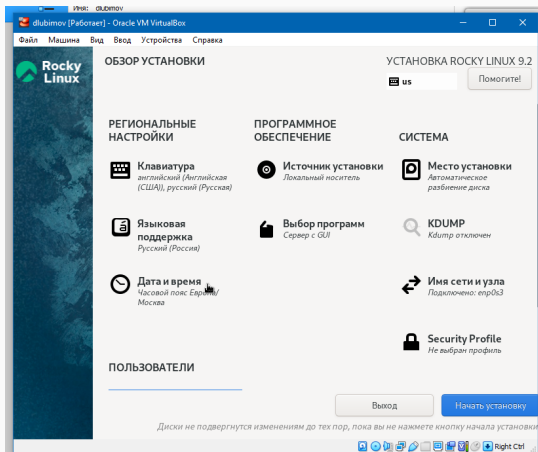 Имя: dlubimov
dlubimov [Работает] - Oracle VM VirtualBox
Файл Машина Вид Ввод Устройства Справка
Rocky
Linux
ОБЗОР УСТАНОВКИ
УСТАНОВКА ROCKY LINUX 9.2
us
Помогите!
РЕГИОНАЛЬНЫЕ
НАСТРОЙКИ
Клавиатура
английский (Английская
(США)), русский (Русская)
Языковая
поддержка
Русский (Россия)
Дата и время
Часовой пояс Европа/
Москва
ПРОГРАММНОЕ
ОБЕСПЕЧЕНИЕ
Источник установки
Локальный носитель
Выбор программ
Сервер с GUI
СИСТЕМА
Место установки
Автоматическое
разбиение диска
KDUMP
Kdump отключен
Имя сети и узла
Подключено: enp0s3
Security Profile
Не выбран профиль
ПОЛЬЗОВАТЕЛИ
Выход
Начать установку
Диски не подвергнутся изменениям до тех пор, пока вы не нажмете кнопку начала установки
Right Ctrl